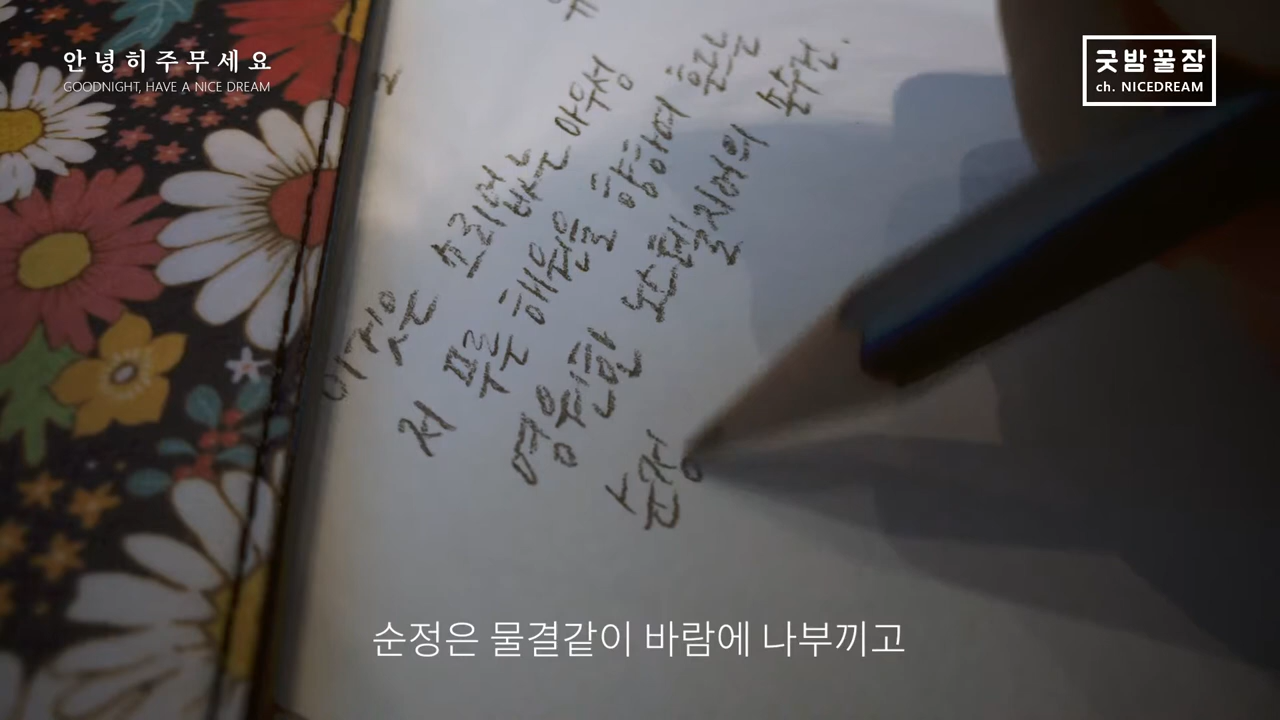 안녕히주무세요
GOODNIGHT, HAVE A NICE DREAM
굿밤꿀잠
ch. NICEDREAM
이것은 소리없는 아우성
저 푸른 해원을 향하여 흔드는
영원한 노스탤지어의 손수건.
순정
순정은 물결같이 바람에 나부끼고